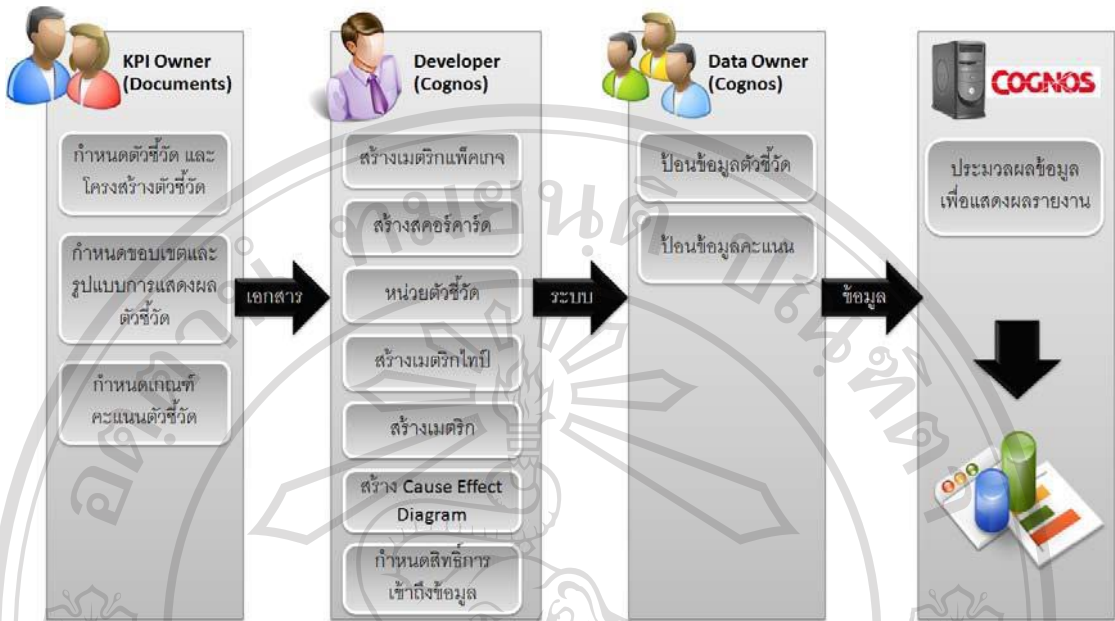 KPI Owner
(Documents)
กำหนดตัวชี้วัด และ
โครงสร้างตัวชี้วัด
กำหนดขอบเขตและ
รูปแบบการแสดงผล
ตัวชี้วัด
กำหนดเกณฑ์
คะแนนตัวชี้วัด
เอกสาร
Developer
(Cognos)
สร้างเมตริกแพ็คเกจ
สร้างสคอร์คาร์ด
หน่วยตัวชี้วัด
สร้างเมตริกไทป์
สร้างเมตริก
สร้าง Cause Effect
Diagram
กำหนดสิทธิ์การ
เข้าถึงข้อมูล
ระบบ
Data Owner
(Cognos)
ป้อนข้อมูลตัวชี้วัด
ป้อนข้อมูลคะแนน
ข้อมูล
COGNOS
ประมวลผลข้อมูล
เพื่อแสดงผลรายงาน